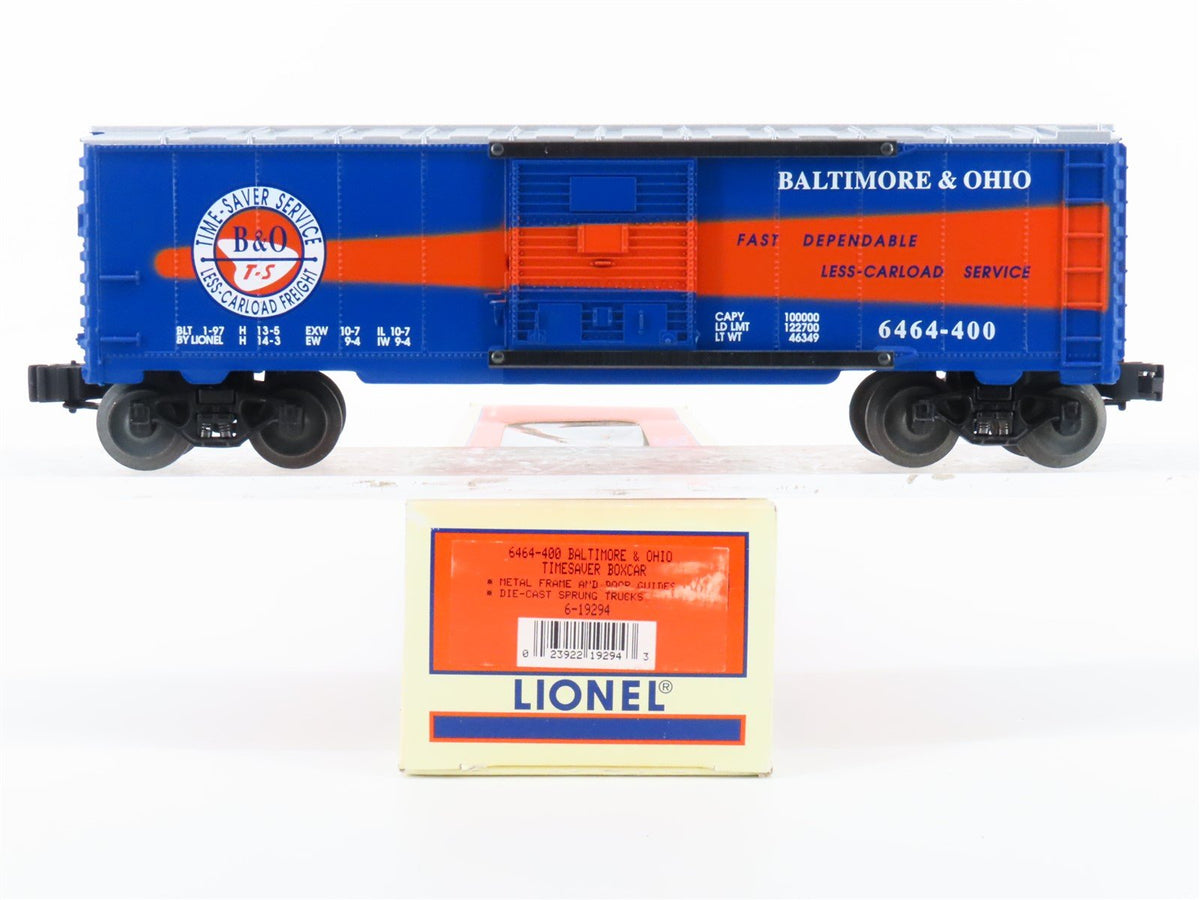 TIME-SAVER SERVICE
B&O
T-S
LESS-CARLOAD FREIGHT
BALTIMORE & OHIO
FAST DEPENDABLE
LESS-CARLOAD SERVICE
BLT 1-97 H 13-5 EXW 10-7 IL 10-7
BY LIONEL H 14-3 EW 9-4 IW 9-4
CAPY 100000
LD LMT 122700
LT WT 46349
6464-400
6464-400 BALTIMORE & OHIO
TIMESAVER BOXCAR
* METAL FRAME AND DOOR GUIDES
* DIE-CAST SPRUNG TRUCKS
6-19294
0 23922 19294 3
LIONEL®